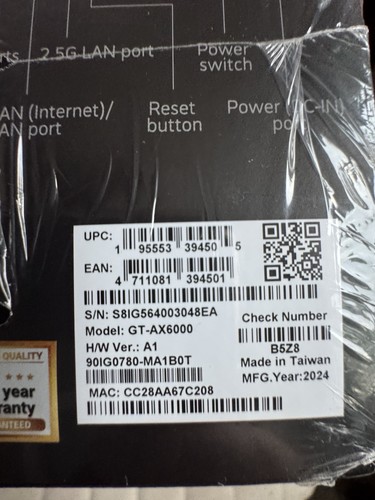 2.5G LAN port
Power
switch
(Internet)/
port
Reset
button
Power
UPC:
1 95553 39450 5
EAN:
4 711081 394501
S/N: S8IG564003048EA
Model: GT-AX6000
Check Number
H/W Ver.: A1
B5Z8
90IG0780-MA1B0T
Made in Taiwan
MFG.Year:2024
MAC: CC28AA67C208
QUALITY
year